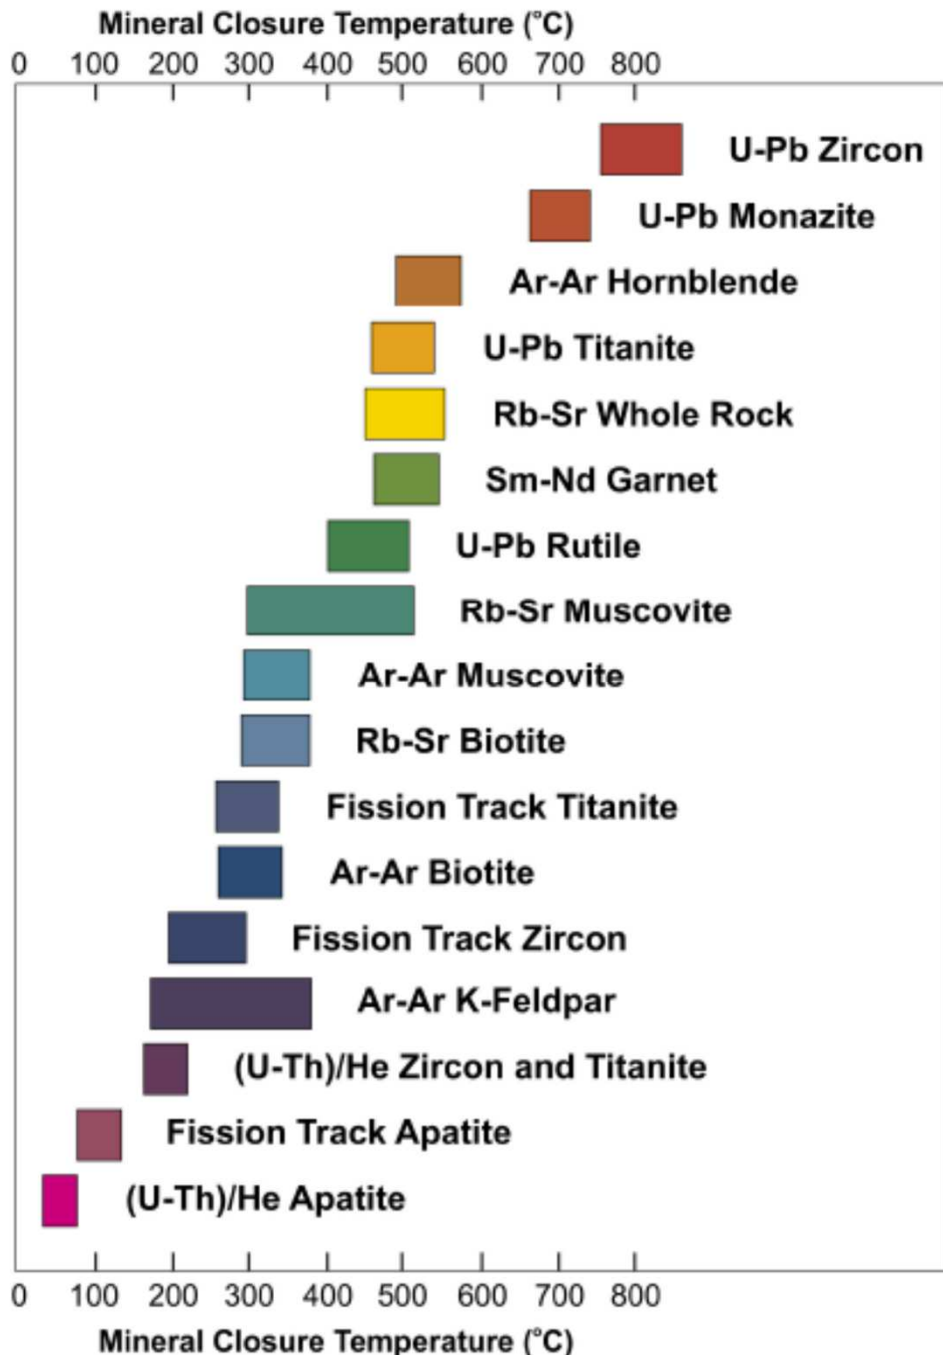 Mineral Closure Temperature (°C)
0 100 200 300 400 500 600 700 800
U-Pb Zircon
U-Pb Monazite
Ar-Ar Hornblende
U-Pb Titanite
Rb-Sr Whole Rock
Sm-Nd Garnet
U-Pb Rutile
Rb-Sr Muscovite
Ar-Ar Muscovite
Rb-Sr Biotite
Fission Track Titanite
Ar-Ar Biotite
Fission Track Zircon
Ar-Ar K-Feldpar
(U-Th)/He Zircon and Titanite
Fission Track Apatite
(U-Th)/He Apatite
0 100 200 300 400 500 600 700 800
Mineral Closure Temperature (°C)